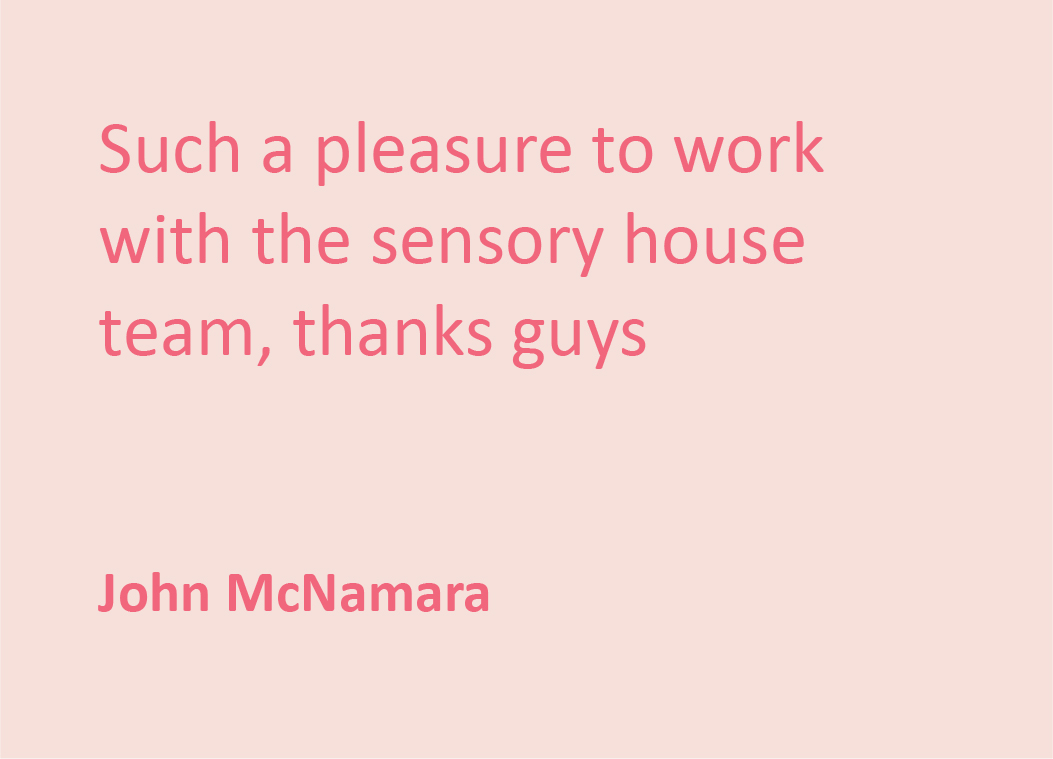 Such a pleasure to work
with the sensory house
team, thanks guys
John McNamara